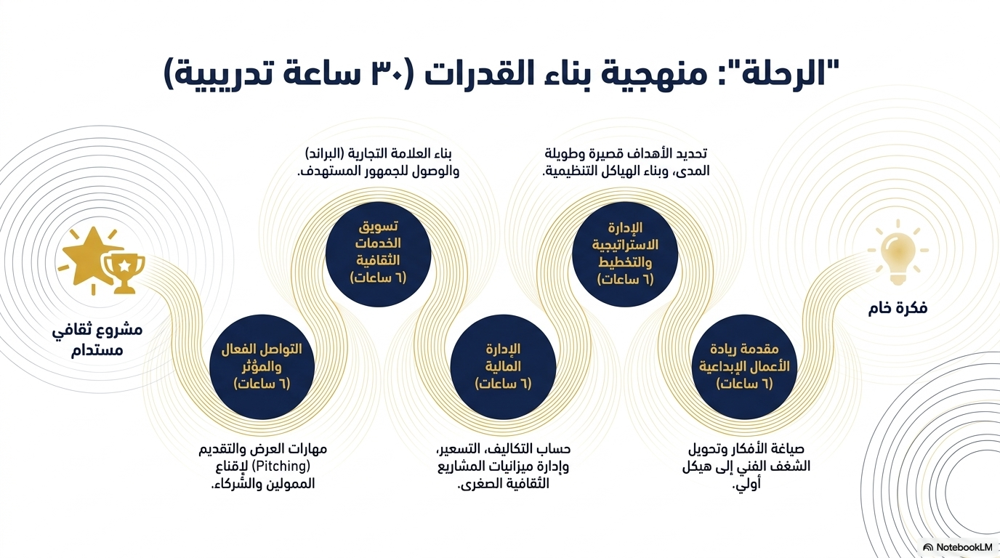 "الرحلة": منهجية بناء القدرات (٣٠ ساعة تدريبية)
فكرة خام
مقدمة ريادة
الأعمال الإبداعية
(٦ ساعات)
صياغة الأفكار وتحويل
الشغف الفني إلى هيكل
أولي.
تحديد الأهداف قصيرة وطويلة
المدى، وبناء الهياكل التنظيمية.
الإدارة
الاستراتيجية
والتخطيط
(٦ ساعات)
الإدارة
المالية
(٦ ساعات)
حساب التكاليف، التسعير،
وإدارة ميزانيات المشاريع
الثقافية الصغرى.
بناء العلامة التجارية (البراند)
والوصول للجمهور المستهدف.
تسويق
الخدمات
الثقافية
(٦ ساعات)
التواصل الفعال
والمؤثر
(٦ ساعات)
مهارات العرض والتقديم
(Pitching) لإقناع
الممولين والشركاء.
مشروع ثقافي
مستدام
NotebookLM